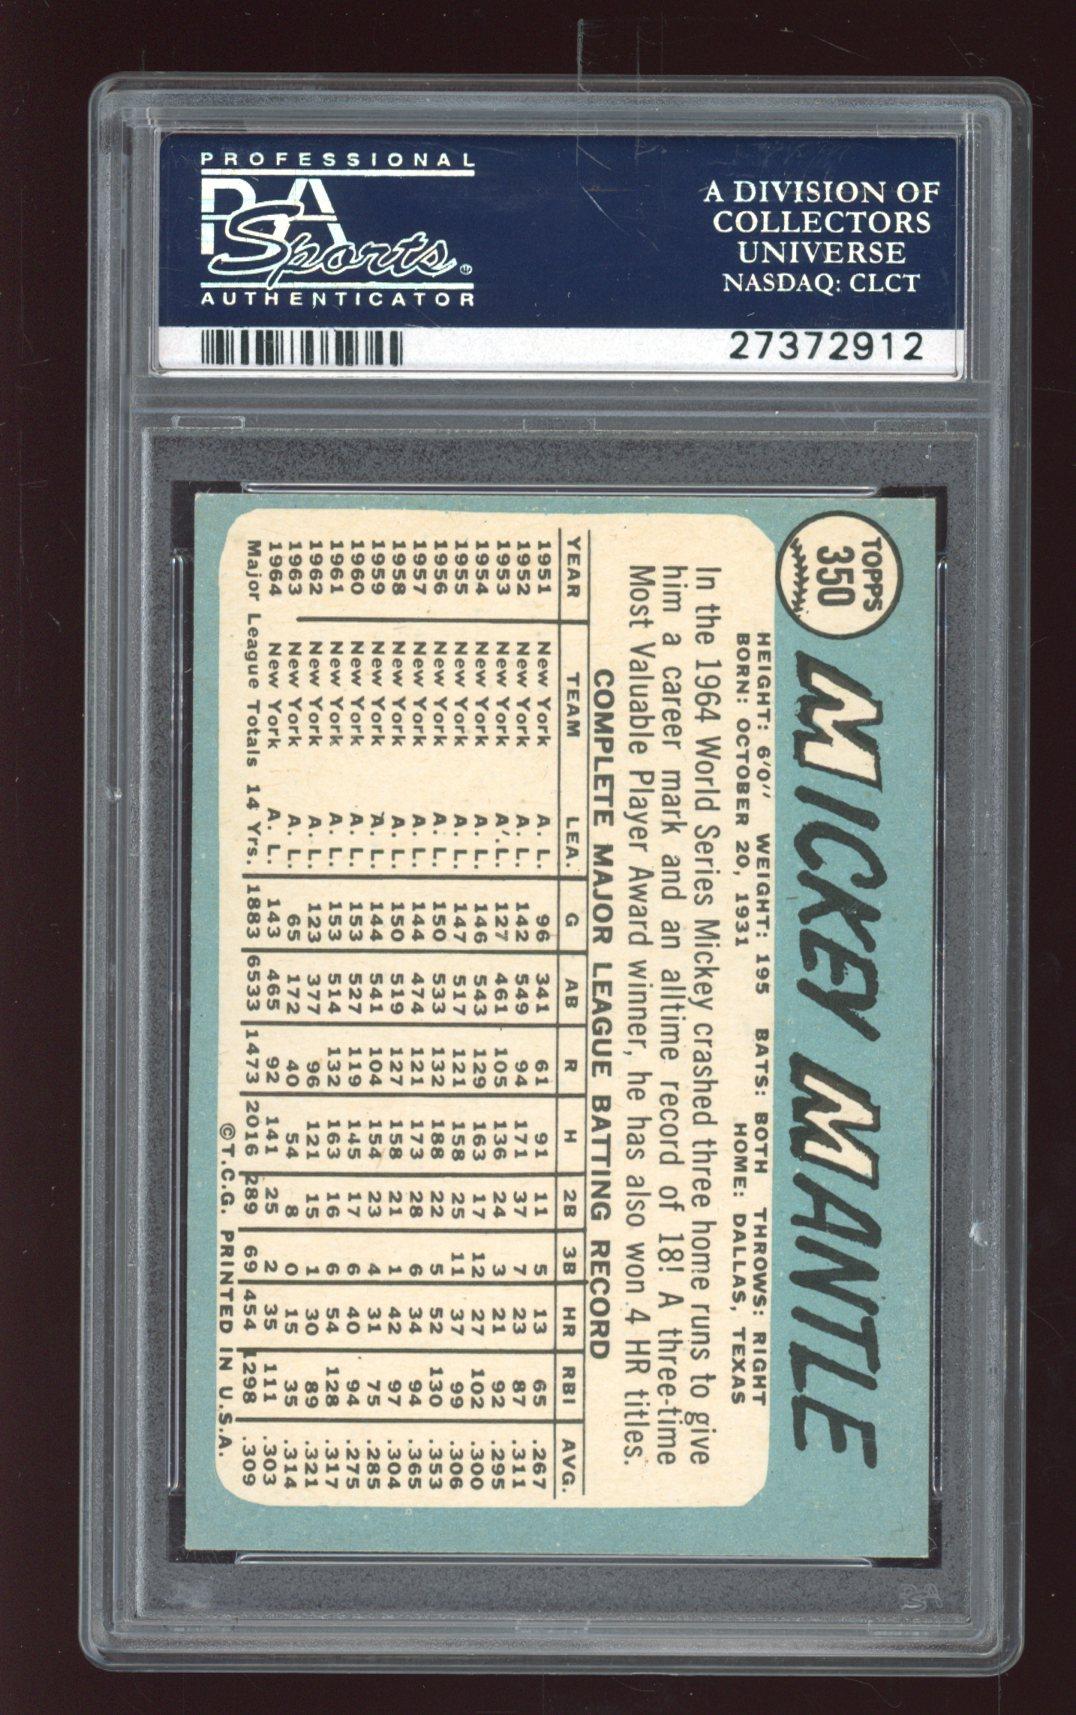 PROFESSIONAL
PSA
Sports
AUTHENTICATOR
A DIVISION OF
COLLECTORS
UNIVERSE
NASDAQ: CLCT
27372912
TOPPS
350
MICKEY MANTLE
HEIGHT: 6'0" WEIGHT: 195 BATS: BOTH THROWS: RIGHT
BORN: OCTOBER 20, 1931 HOME: DALLAS, TEXAS
In the 1964 World Series Mickey crashed three home runs to give
him a career mark and an alltime record of 18! A three-time
Most Valuable Player Award winner, he has also won 4 HR titles.
COMPLETE MAJOR LEAGUE BATTING RECORD
YEAR TEAM LEA. G AB R H 2B 3B HR RBI AVG.
1951 New York A. L. 96 341 61 91 11 5 13 65 .267
1952 New York A. L. 142 549 94 171 37 7 23 87 .311
1953 New York A. L. 127 461 105 136 24 3 21 92 .295
1954 New York A. L. 146 543 129 163 17 12 27 102 .300
1955 New York A. L. 147 517 121 158 25 11 37 99 .306
1956 New York A. L. 150 533 132 188 22 5 52 130 .353
1957 New York A. L. 144 474 121 173 28 6 34 94 .365
1958 New York A. L. 150 519 127 158 21 1 42 97 .304
1959 New York A. L. 144 541 104 154 23 4 31 75 .285
1960 New York A. L. 153 527 119 145 17 6 40 94 .275
1961 New York A. L. 153 514 132 163 16 6 54 128 .317
1962 New York A. L. 123 377 96 121 15 1 30 89 .321
1963 New York A. L. 65 172 40 54 8 0 15 35 .314
1964 New York A. L. 143 465 92 141 25 2 35 111 .303
Major League Totals 14 Yrs. 1883 6533 1473 2016 289 69 454 1298 .309
©T.C.G. PRINTED IN U.S.A.
PSA